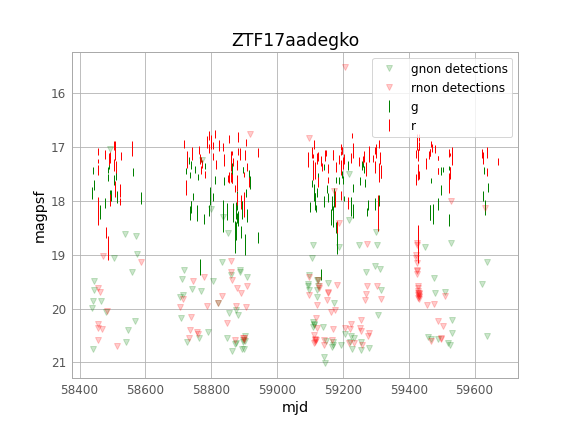 ZTF17aadegko
gnon detections
rnon detections
g
r
magpsf
16
17
18
19
20
21
58400 58600 58800 59000 59200 59400 59600
mjd